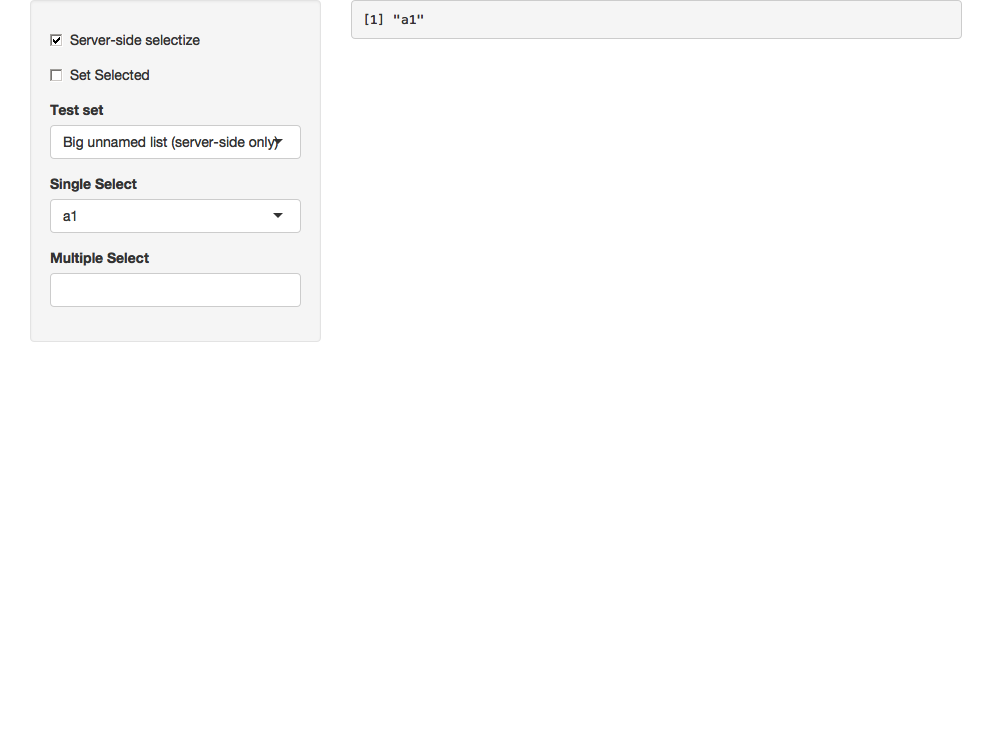 Server-side selectize
Set Selected
Test set
Big unnamed list (server-side only)
Single Select
a1
Multiple Select
[1] "a1"